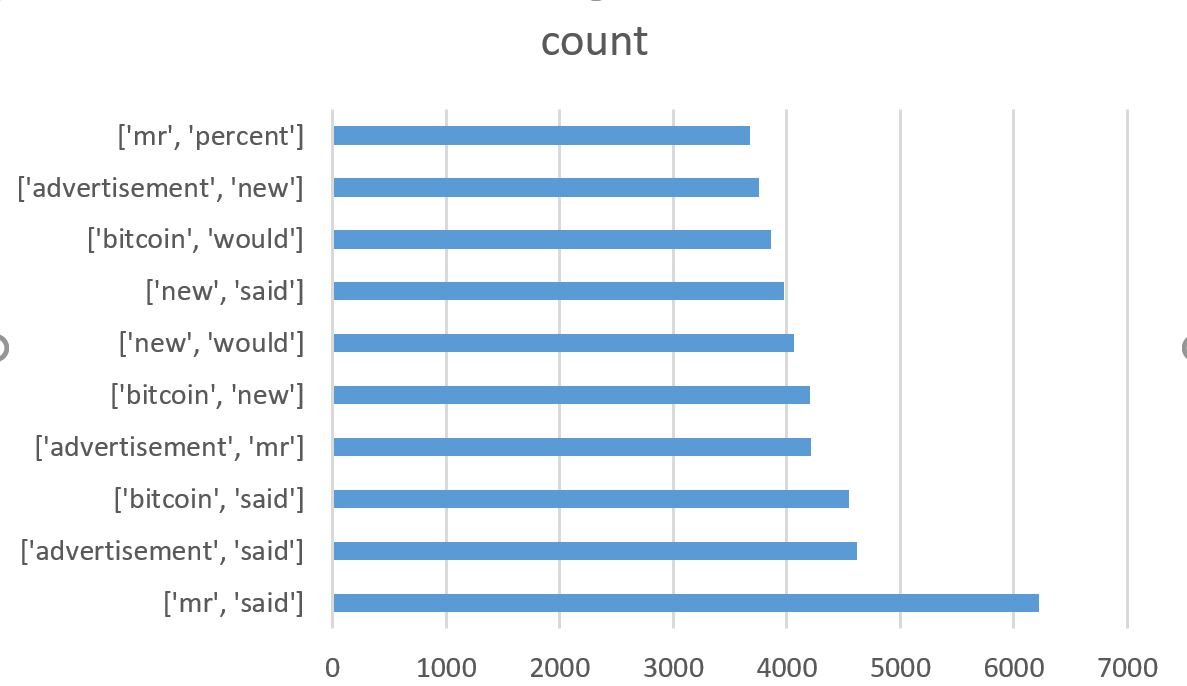 count
['mr', 'percent']
['advertisement', 'new']
['bitcoin', 'would']
['new', 'said']
['new', 'would']
['bitcoin', 'new']
['advertisement', 'mr']
['bitcoin', 'said']
['advertisement', 'said']
['mr', 'said']
0 1000 2000 3000 4000 5000 6000 7000